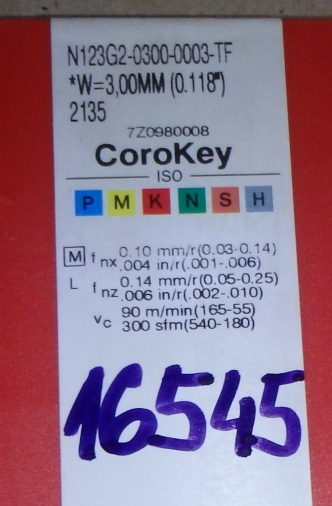 N123G2-0300-0003-TF
*W=3,00MM (0.118")
2135
7Z0980008
CoroKey
ISO
P M K N S H
M f nx 0.10 mm/r(0.03-0.14)
.004 in/r(.001-.006)
L f nz 0.14 mm/r(0.05-0.25)
.006 in/r(.002-.010)
vc 90 m/min(165-55)
300 sfm(540-180)
16545